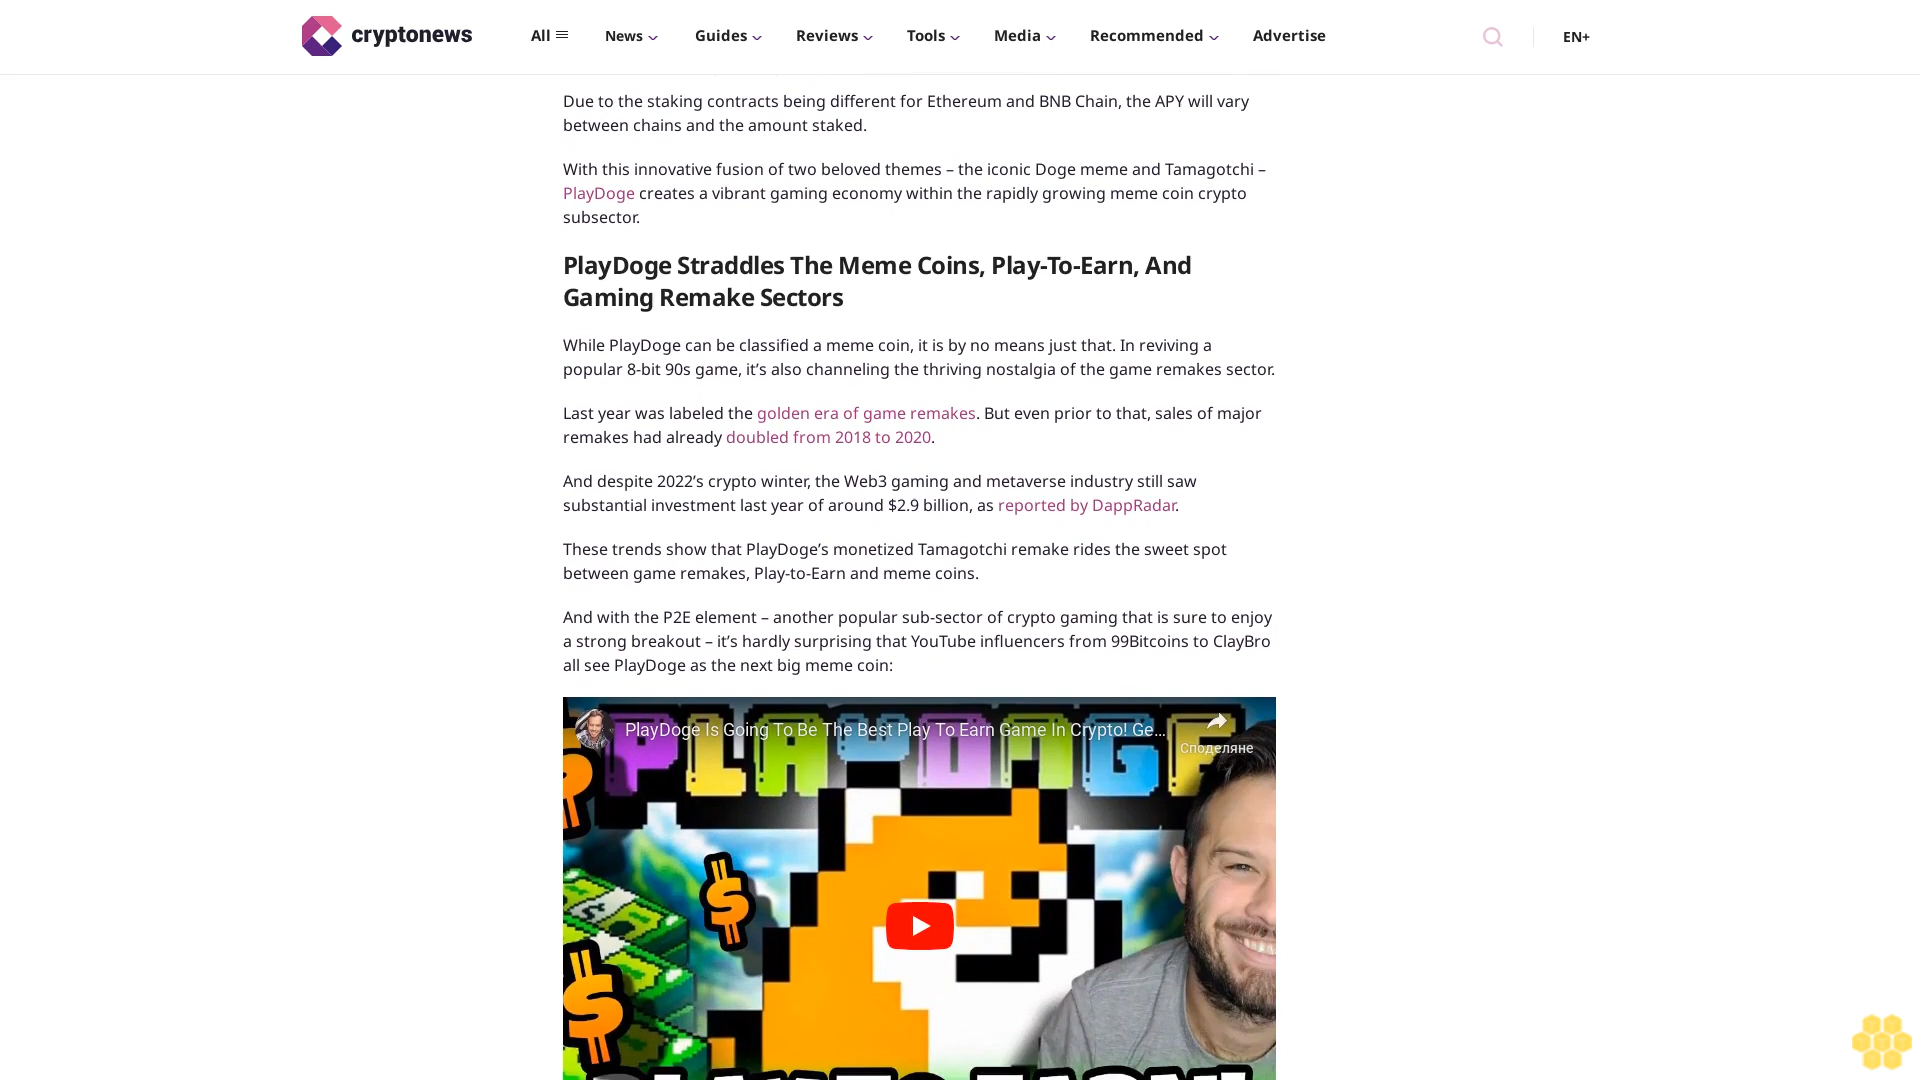 cryptonews
All
News
Guides
Reviews
Tools
Media
Recommended
Advertise
EN+
Due to the staking contracts being different for Ethereum and BNB Chain, the APY will vary
between chains and the amount staked.
With this innovative fusion of two beloved themes – the iconic Doge meme and Tamagotchi –
PlayDoge creates a vibrant gaming economy within the rapidly growing meme coin crypto
subsector.
PlayDoge Straddles The Meme Coins, Play-To-Earn, And
Gaming Remake Sectors
While PlayDoge can be classified a meme coin, it is by no means just that. In reviving a
popular 8-bit 90s game, it’s also channeling the thriving nostalgia of the game remakes sector.
Last year was labeled the golden era of game remakes. But even prior to that, sales of major
remakes had already doubled from 2018 to 2020.
And despite 2022’s crypto winter, the Web3 gaming and metaverse industry still saw
substantial investment last year of around $2.9 billion, as reported by DappRadar.
These trends show that PlayDoge’s monetized Tamagotchi remake rides the sweet spot
between game remakes, Play-to-Earn and meme coins.
And with the P2E element – another popular sub-sector of crypto gaming that is sure to enjoy
a strong breakout – it’s hardly surprising that YouTube influencers from 99Bitcoins to ClayBro
all see PlayDoge as the next big meme coin:
PlayDoge Is Going To Be The Best Play To Earn Game In Crypto! Ge...
Споделяне
PLAYDOGE